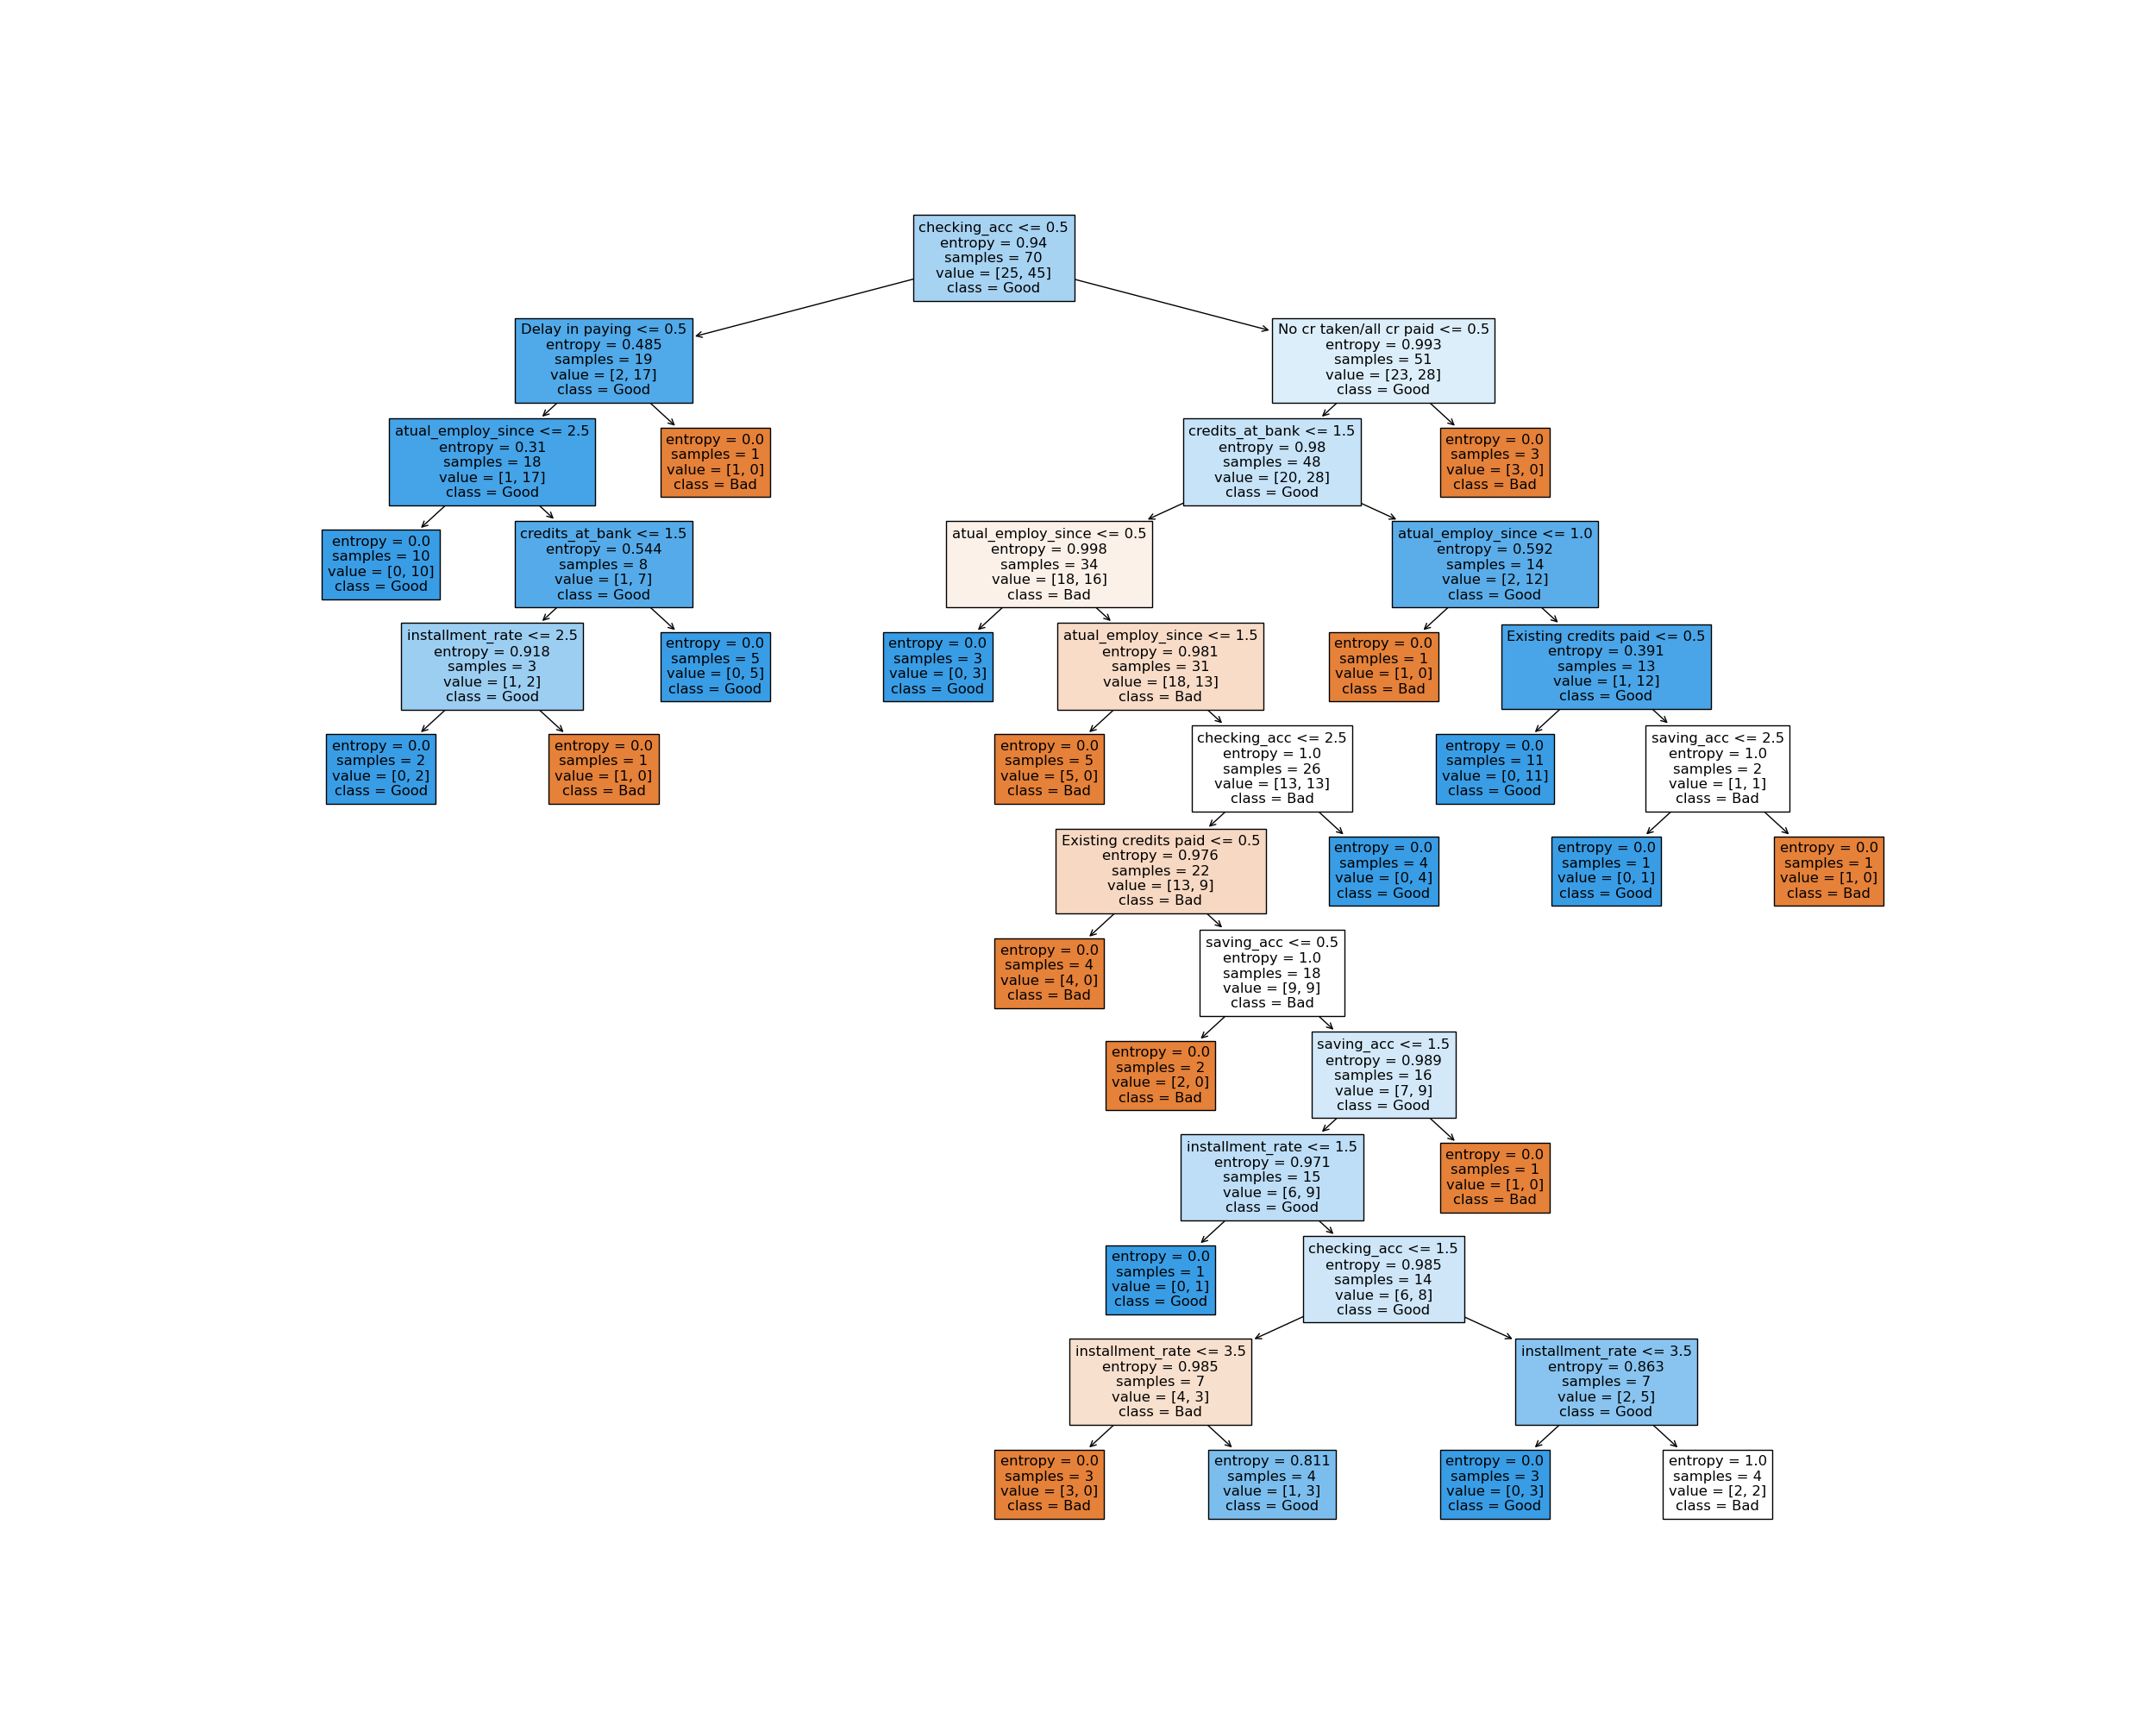 checking_acc <= 0.5
entropy = 0.94
samples = 70
value = [25, 45]
class = Good
Delay in paying <= 0.5
entropy = 0.485
samples = 19
value = [2, 17]
class = Good
No cr taken/all cr paid <= 0.5
entropy = 0.993
samples = 51
value = [23, 28]
class = Good
atual_employ_since <= 2.5
entropy = 0.31
samples = 18
value = [1, 17]
class = Good
entropy = 0.0
samples = 1
value = [1, 0]
class = Bad
credits_at_bank <= 1.5
entropy = 0.98
samples = 48
value = [20, 28]
class = Good
entropy = 0.0
samples = 3
value = [3, 0]
class = Bad
entropy = 0.0
samples = 10
value = [0, 10]
class = Good
credits_at_bank <= 1.5
entropy = 0.544
samples = 8
value = [1, 7]
class = Good
atual_employ_since <= 0.5
entropy = 0.998
samples = 34
value = [18, 16]
class = Bad
atual_employ_since <= 1.0
entropy = 0.592
samples = 14
value = [2, 12]
class = Good
installment_rate <= 2.5
entropy = 0.918
samples = 3
value = [1, 2]
class = Good
entropy = 0.0
samples = 5
value = [0, 5]
class = Good
entropy = 0.0
samples = 3
value = [0, 3]
class = Good
atual_employ_since <= 1.5
entropy = 0.981
samples = 31
value = [18, 13]
class = Bad
entropy = 0.0
samples = 1
value = [1, 0]
class = Bad
Existing credits paid <= 0.5
entropy = 0.391
samples = 13
value = [1, 12]
class = Good
entropy = 0.0
samples = 2
value = [0, 2]
class = Good
entropy = 0.0
samples = 1
value = [1, 0]
class = Bad
entropy = 0.0
samples = 5
value = [5, 0]
class = Bad
checking_acc <= 2.5
entropy = 1.0
samples = 26
value = [13, 13]
class = Bad
entropy = 0.0
samples = 11
value = [0, 11]
class = Good
saving_acc <= 2.5
entropy = 1.0
samples = 2
value = [1, 1]
class = Bad
Existing credits paid <= 0.5
entropy = 0.976
samples = 22
value = [13, 9]
class = Bad
entropy = 0.0
samples = 4
value = [0, 4]
class = Good
entropy = 0.0
samples = 1
value = [0, 1]
class = Good
entropy = 0.0
samples = 1
value = [1, 0]
class = Bad
entropy = 0.0
samples = 4
value = [4, 0]
class = Bad
saving_acc <= 0.5
entropy = 1.0
samples = 18
value = [9, 9]
class = Bad
entropy = 0.0
samples = 2
value = [2, 0]
class = Bad
saving_acc <= 1.5
entropy = 0.989
samples = 16
value = [7, 9]
class = Good
installment_rate <= 1.5
entropy = 0.971
samples = 15
value = [6, 9]
class = Good
entropy = 0.0
samples = 1
value = [1, 0]
class = Bad
entropy = 0.0
samples = 1
value = [0, 1]
class = Good
checking_acc <= 1.5
entropy = 0.985
samples = 14
value = [6, 8]
class = Good
installment_rate <= 3.5
entropy = 0.985
samples = 7
value = [4, 3]
class = Bad
installment_rate <= 3.5
entropy = 0.863
samples = 7
value = [2, 5]
class = Good
entropy = 0.0
samples = 3
value = [3, 0]
class = Bad
entropy = 0.811
samples = 4
value = [1, 3]
class = Good
entropy = 0.0
samples = 3
value = [0, 3]
class = Good
entropy = 1.0
samples = 4
value = [2, 2]
class = Bad